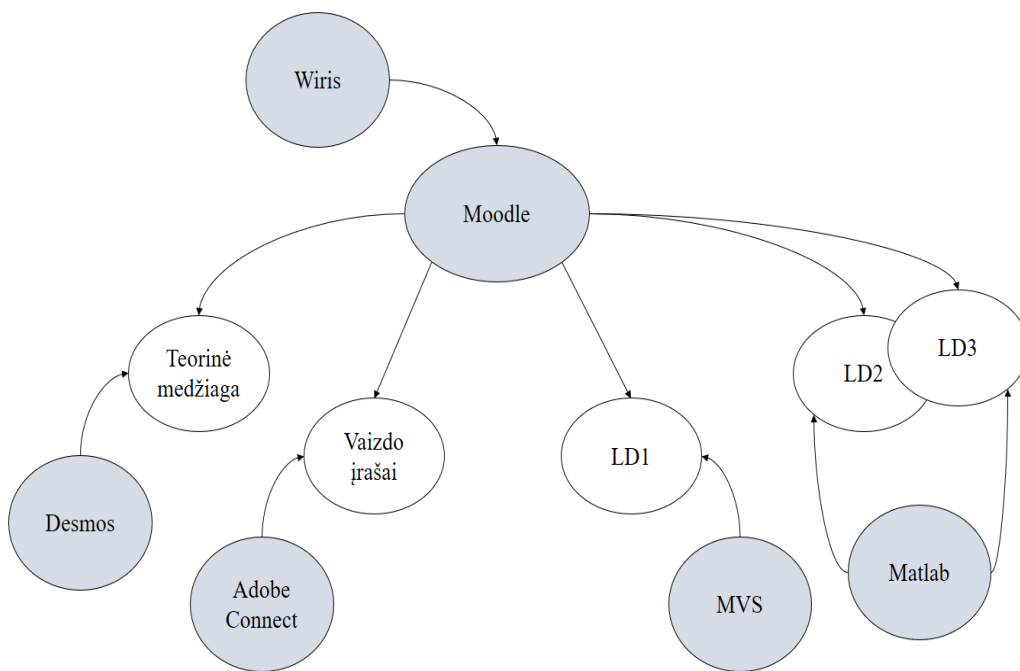 Wiris
Moodle
Teorinė
medžiaga
Vaizdo
įrašai
LD1
LD2
LD3
Desmos
Adobe
Connect
MVS
Matlab